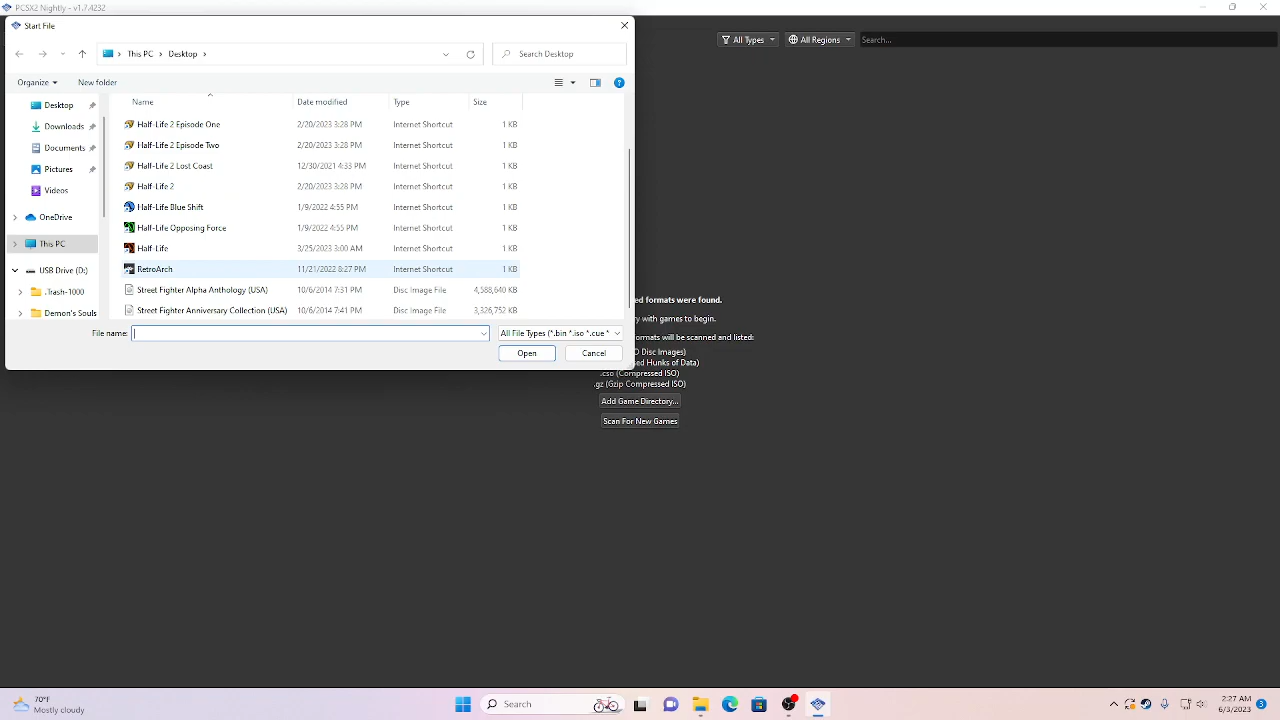 PCSX2 Nightly - v1.7.4232
Start File
This PC > Desktop >
Search Desktop
All Types
All Regions
Search...
Organize
New folder
Name
Date modified
Type
Size
Desktop
Downloads
Documents
Pictures
Videos
OneDrive
This PC
USB Drive (D:)
.Trash-1000
Demon's Souls
Half-Life 2 Episode One 2/20/2023 3:28 PM Internet Shortcut 1 KB
Half-Life 2 Episode Two 2/20/2023 3:28 PM Internet Shortcut 1 KB
Half-Life 2 Lost Coast 12/30/2021 4:33 PM Internet Shortcut 1 KB
Half-Life 2 2/20/2023 3:28 PM Internet Shortcut 1 KB
Half-Life Blue Shift 1/9/2022 4:55 PM Internet Shortcut 1 KB
Half-Life Opposing Force 1/9/2022 4:55 PM Internet Shortcut 1 KB
Half-Life 3/25/2023 3:00 AM Internet Shortcut 1 KB
RetroArch 11/21/2022 8:27 PM Internet Shortcut 1 KB
Street Fighter Alpha Anthology (USA) 10/6/2014 7:31 PM Disc Image File 4,588,640 KB
Street Fighter Anniversary Collection (USA) 10/6/2014 7:41 PM Disc Image File 3,326,752 KB
File name:
All File Types (*.bin *.iso *.cue *
Open
Cancel
ed formats were found.
ry with games to begin.
ormats will be scanned and listed:
O Disc Images)
sed Hunks of Data)
.cso (Compressed ISO)
.gz (Gzip Compressed ISO)
Add Game Directory...
Scan For New Games
70°F
Mostly cloudy
Search
2:27 AM
6/3/2023
3